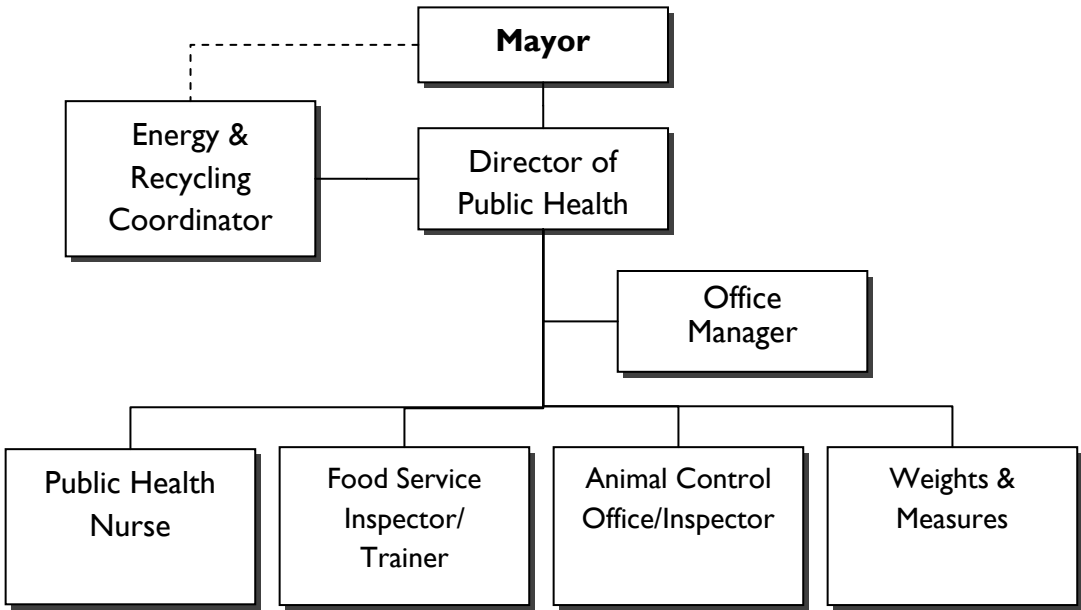 Mayor
Energy &
Recycling
Coordinator
Director of
Public Health
Office
Manager
Public Health
Nurse
Food Service
Inspector/
Trainer
Animal Control
Office/Inspector
Weights &
Measures